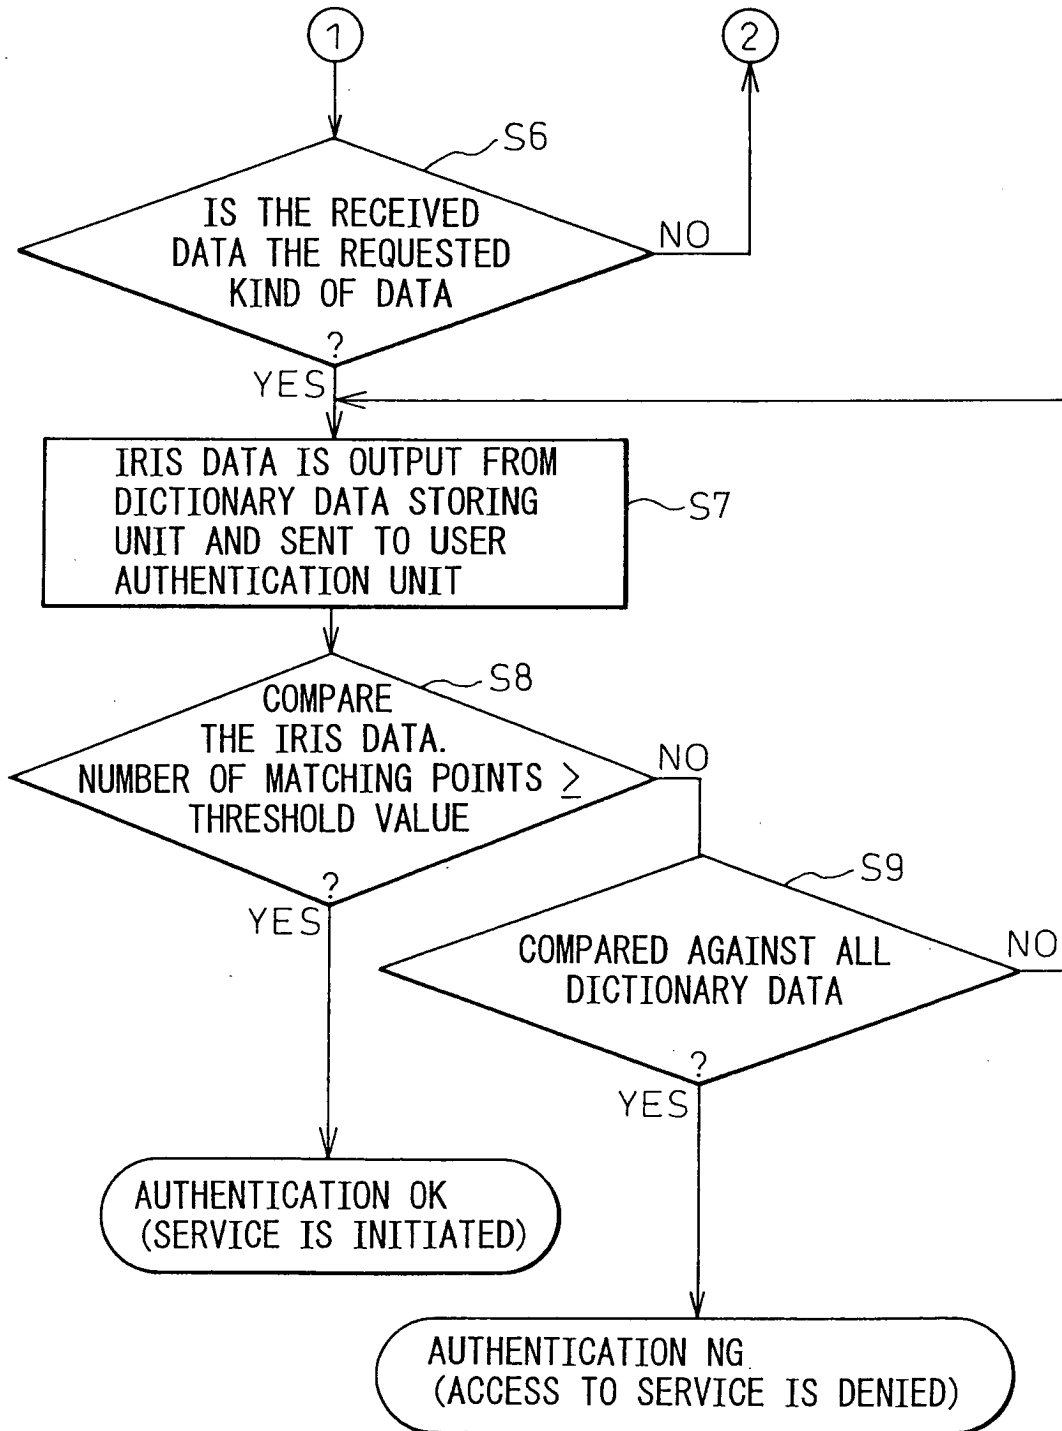 1
2
S6
IS THE RECEIVED
DATA THE REQUESTED
KIND OF DATA
?
NO
YES
IRIS DATA IS OUTPUT FROM
DICTIONARY DATA STORING
UNIT AND SENT TO USER
AUTHENTICATION UNIT
S7
S8
COMPARE
THE IRIS DATA.
NUMBER OF MATCHING POINTS ≥
THRESHOLD VALUE
?
NO
YES
S9
COMPARED AGAINST ALL
DICTIONARY DATA
?
NO
YES
AUTHENTICATION OK
(SERVICE IS INITIATED)
AUTHENTICATION NG
(ACCESS TO SERVICE IS DENIED)